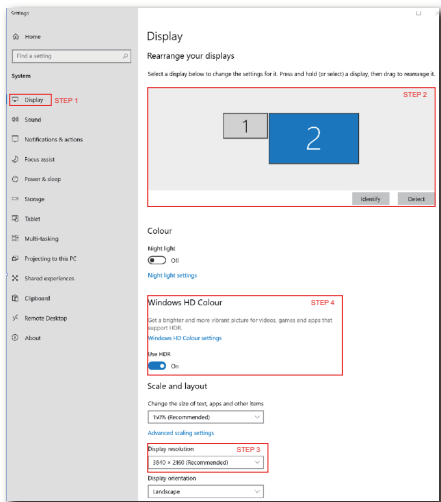 Settings
Home
Find a setting
System
Display STEP 1
Sound
Notifications & actions
Focus assist
Power & sleep
Storage
Tablet
Multi-tasking
Projecting to this PC
Shared experiences
Clipboard
Remote Desktop
About
Display
Rearrange your displays
Select a display below to change the settings for it. Press and hold (or select) a display, then drag to rearrange it.
STEP 2
1
2
Identify Detect
Colour
Night light
Off
Night light settings
Windows HD Colour STEP 4
Get a brighter and more vibrant picture for videos, games and apps that
support HDR.
Windows HD Colour settings
Use HDR
On
Scale and layout
Change the size of text, apps and other items
150% (Recommended)
Advanced scaling settings
Display resolution STEP 3
3840 × 2160 (Recommended)
Display orientation
Landscape